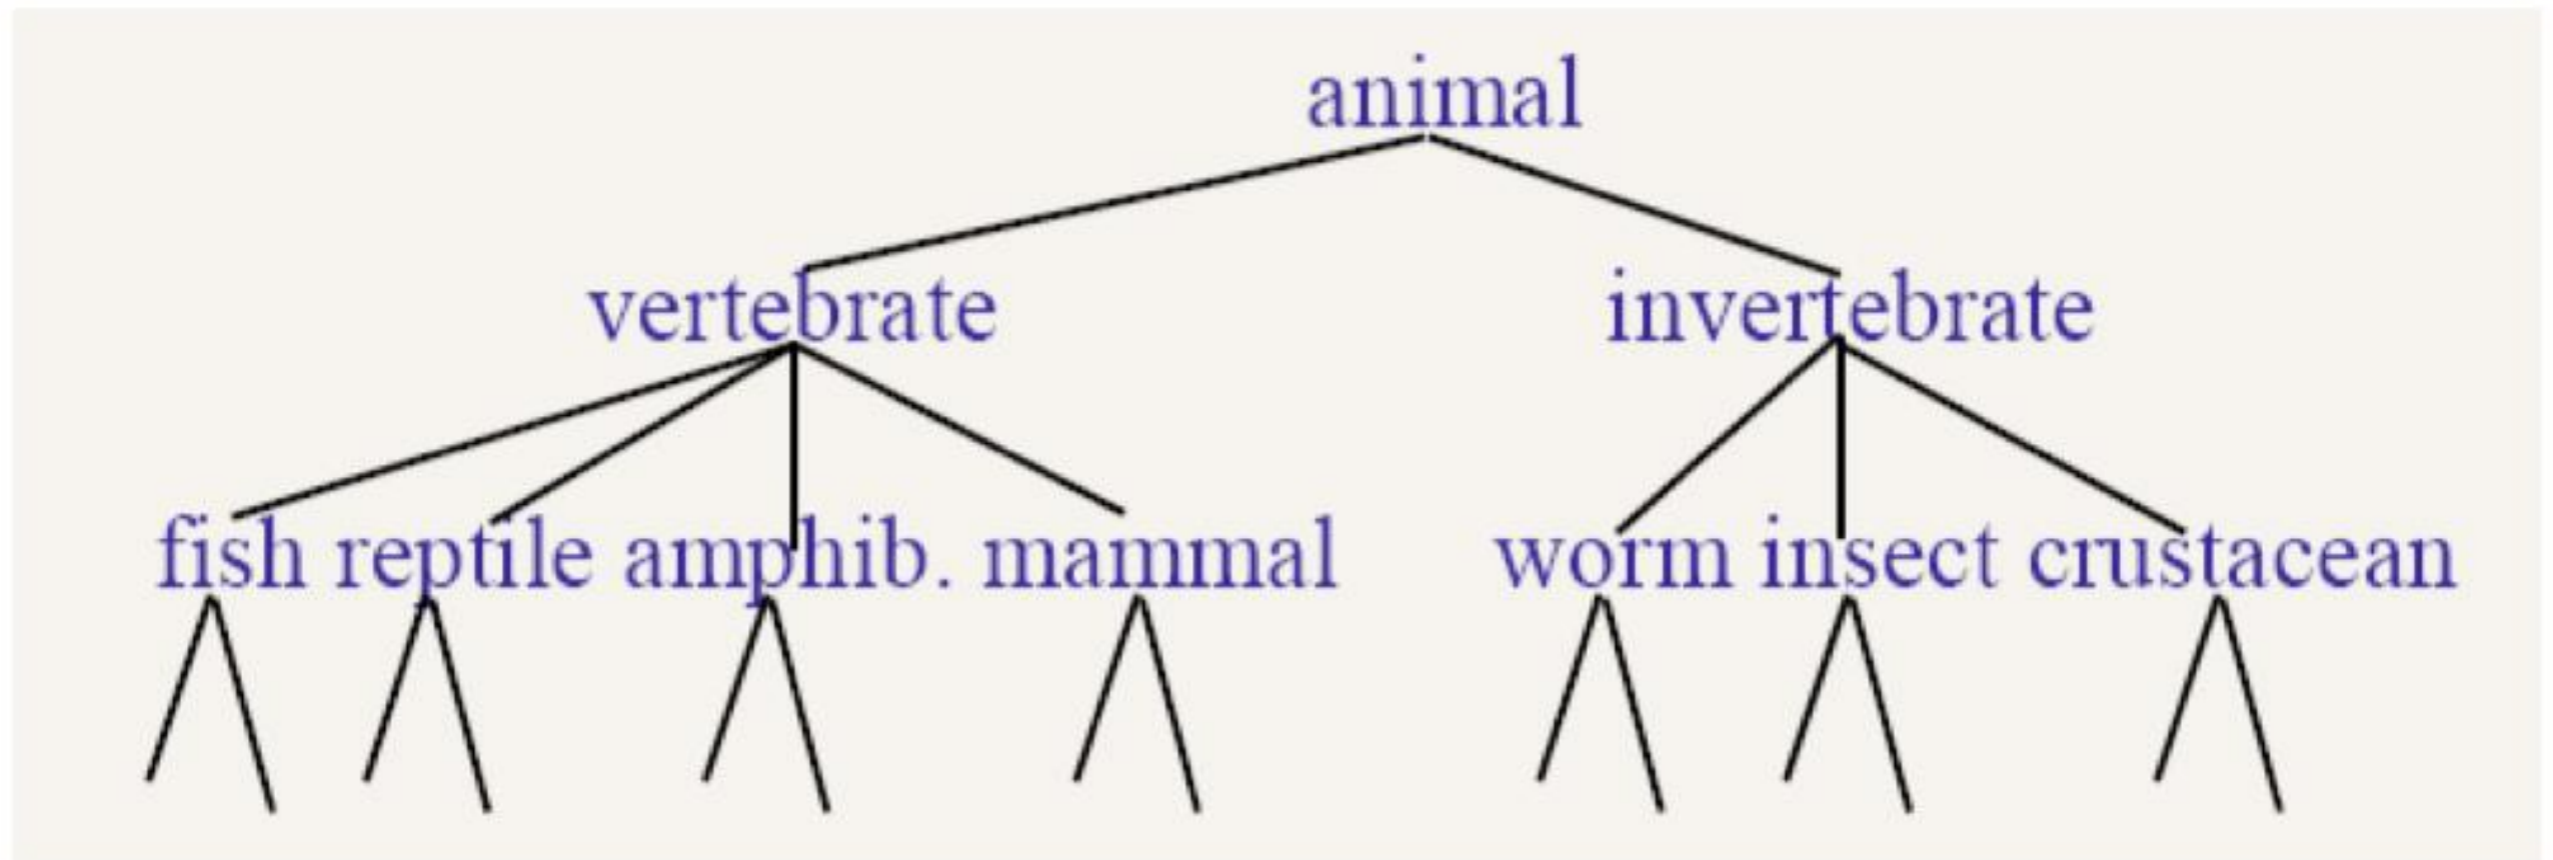 animal
vertebrate invertebrate
fish reptile amphib. mammal worm insect crustacean